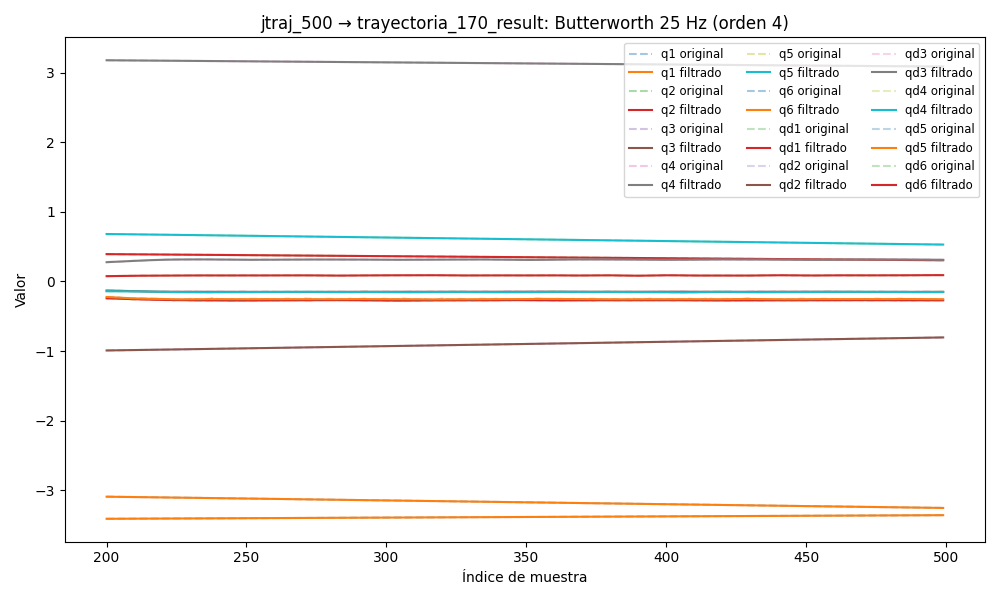 jtraj_500 → trayectoria_170_result: Butterworth 25 Hz (orden 4)
q1 original
q1 filtrado
q2 original
q2 filtrado
q3 original
q3 filtrado
q4 original
q4 filtrado
q5 original
q5 filtrado
q6 original
q6 filtrado
qd1 original
qd1 filtrado
qd2 original
qd2 filtrado
qd3 original
qd3 filtrado
qd4 original
qd4 filtrado
qd5 original
qd5 filtrado
qd6 original
qd6 filtrado
Valor
3
2
1
0
−1
−2
−3
200
250
300
350
400
450
500
Índice de muestra